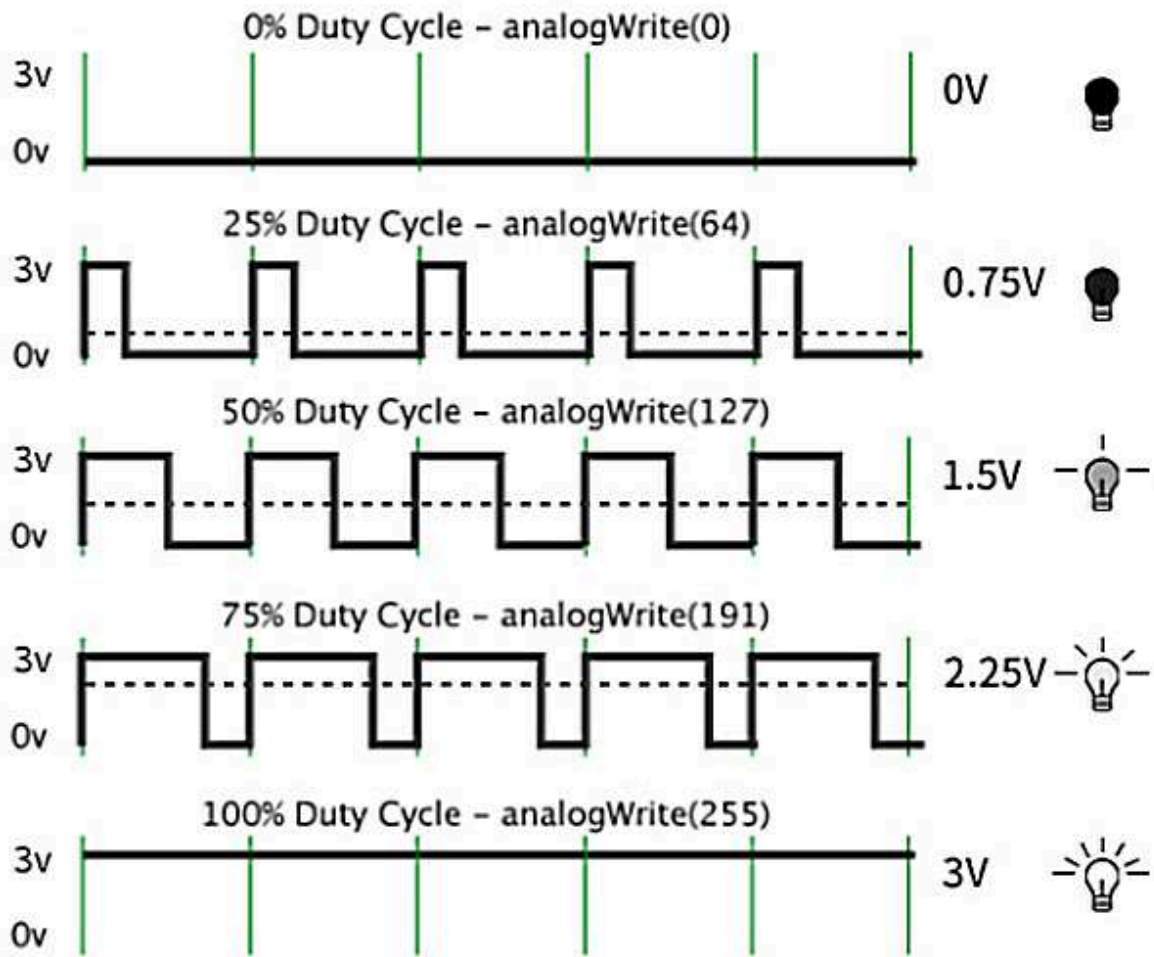 0% Duty Cycle – analogWrite(0)
3v
0V
0v
25% Duty Cycle – analogWrite(64)
3v
0.75V
0v
50% Duty Cycle – analogWrite(127)
3v
1.5V
0v
75% Duty Cycle – analogWrite(191)
3v
2.25V
0v
100% Duty Cycle – analogWrite(255)
3v
3V
0v